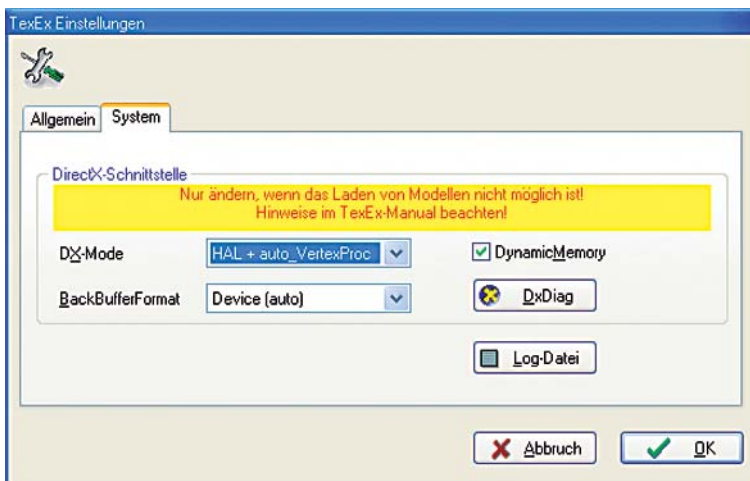 TexEx Einstellungen
Allgemein System
DirectX-Schnittstelle
Nur ändern, wenn das Laden von Modellen nicht möglich ist!
Hinweise im TexEx-Manual beachten!
DX-Mode HAL + auto_VertexProc DynamicMemory
BackBufferFormat Device (auto) DxDiag
Log-Datei
Abbruch OK